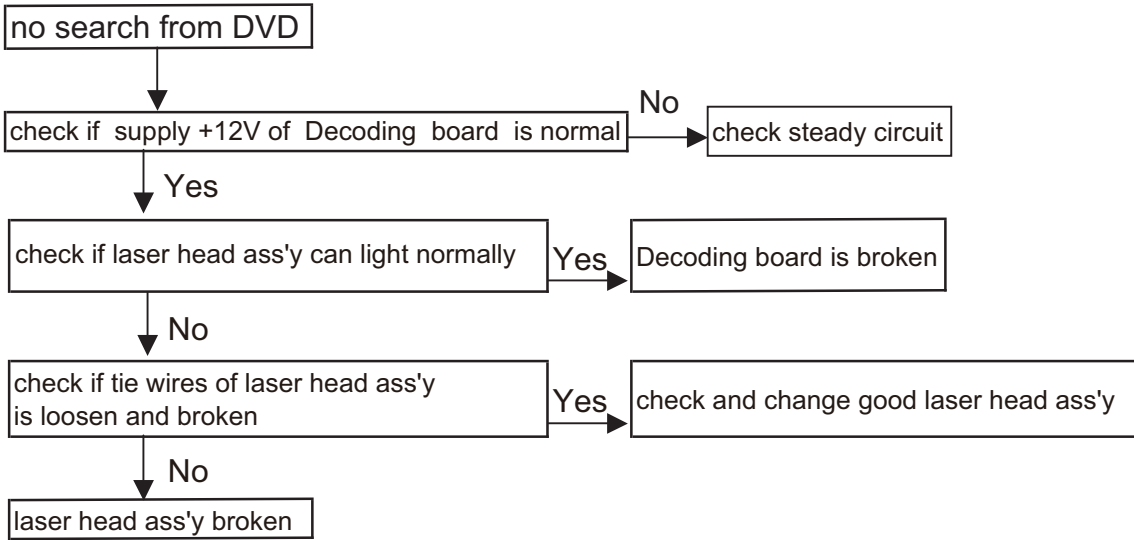 no search from DVD
No
check if supply +12V of Decoding board is normal
check steady circuit
Yes
check if laser head ass'y can light normally
Yes
Decoding board is broken
No
check if tie wires of laser head ass'y
is loosen and broken
Yes
check and change good laser head ass'y
No
laser head ass'y broken